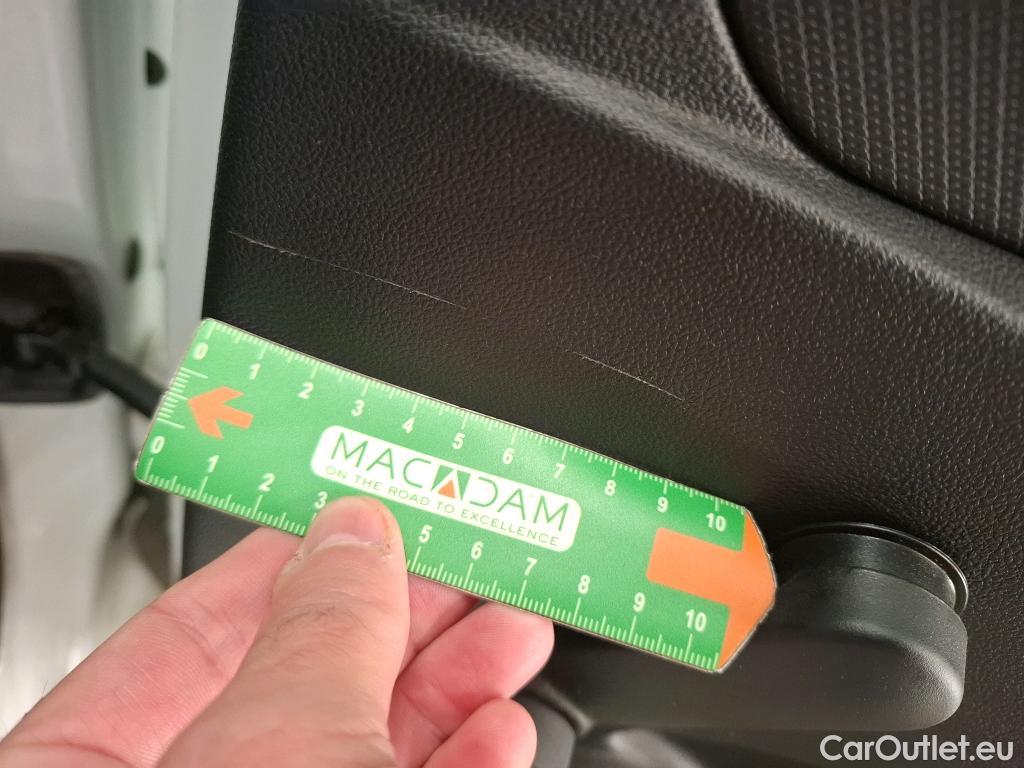 0 1 2 3 4 5 6 7 8 9 10
MACADAM
ON THE ROAD TO EXCELLENCE
0 1 2 3 5 6 7 8 9 10
CarOutlet.eu